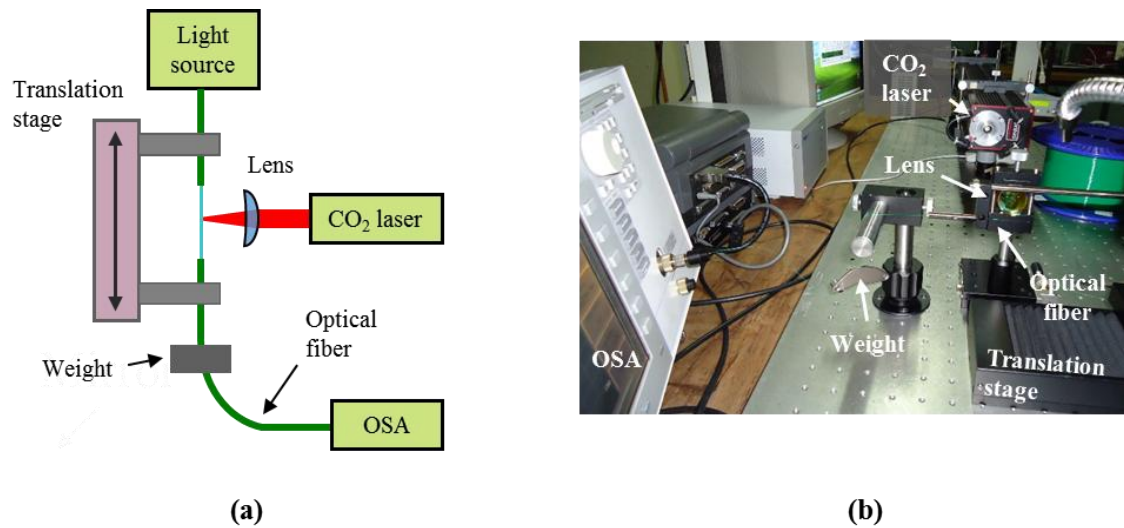 Light
source
Translation
stage
Lens
CO₂ laser
Optical
fiber
Weight
OSA
(a)
CO₂
laser
Lens
Optical
fiber
Weight
OSA
Translation
stage
(b)